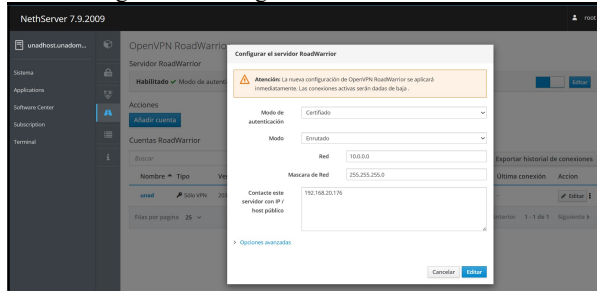 NethServer 7.9.2009
root
unadhost.unadom...
Sistema
Applications
Software Center
Subscription
Terminal
OpenVPN RoadWarrio
Servidor RoadWarrior
Habilitado Modo de autenti
Editar
Acciones
Añadir cuenta
Cuentas RoadWarrior
Buscar
Exportar historial de conexiones
Nombre Tipo
Última conexión Accion
unad Sólo VPN
Editar
Filas por pagina 25
1 - 1 de 1 Siguiente
Configurar el servidor RoadWarrior
Atención: La nueva configuración de OpenVPN RoadWarrior se aplicará
inmediatamente. Las conexiones activas serán dadas de baja .
Modo de
autenticación
Certifiado
Modo
Enrutado
Red
10.0.0.0
Mascara de Red
255.255.255.0
Contacte este
servidor con IP /
host público
192.168.20.176
> Opciones avanzadas
Cancelar
Editar